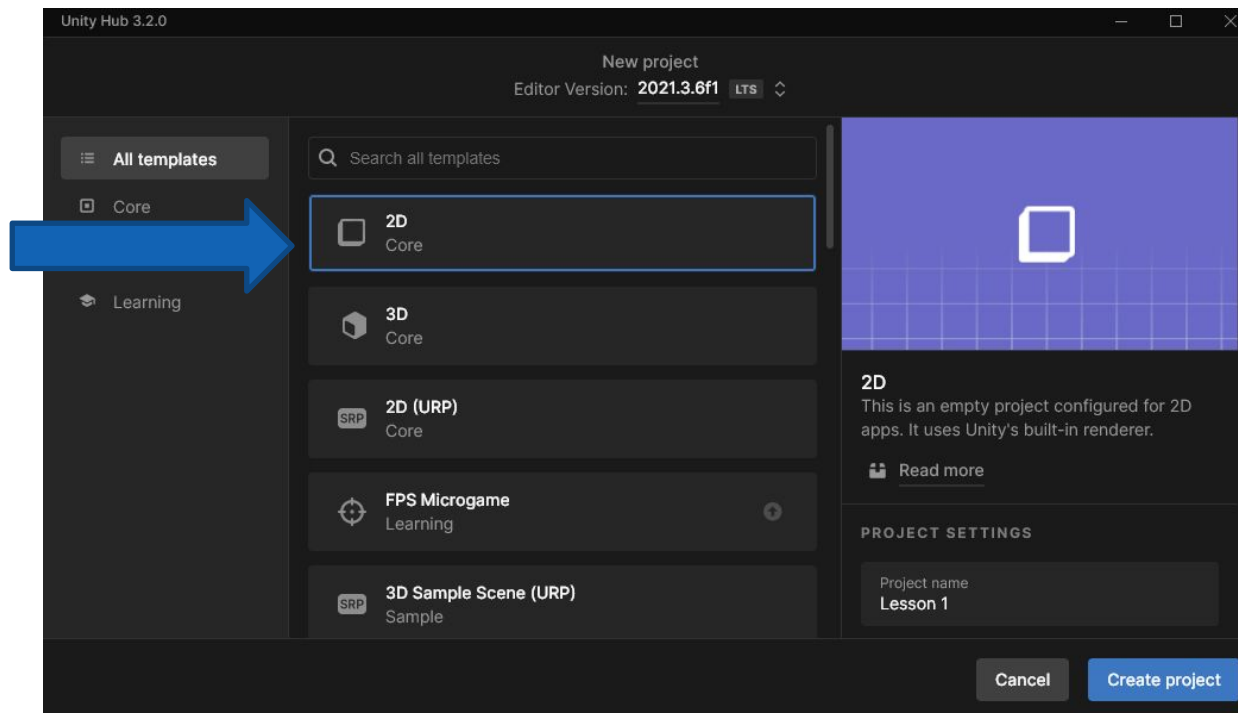 Unity Hub 3.2.0
New project
Editor Version: 2021.3.6f1 LTS
All templates
Core
Learning
Search all templates
2D
Core
3D
Core
SRP
2D (URP)
Core
FPS Microgame
Learning
SRP
3D Sample Scene (URP)
Sample
2D
This is an empty project configured for 2D
apps. It uses Unity's built-in renderer.
Read more
PROJECT SETTINGS
Project name
Lesson 1
Cancel
Create project